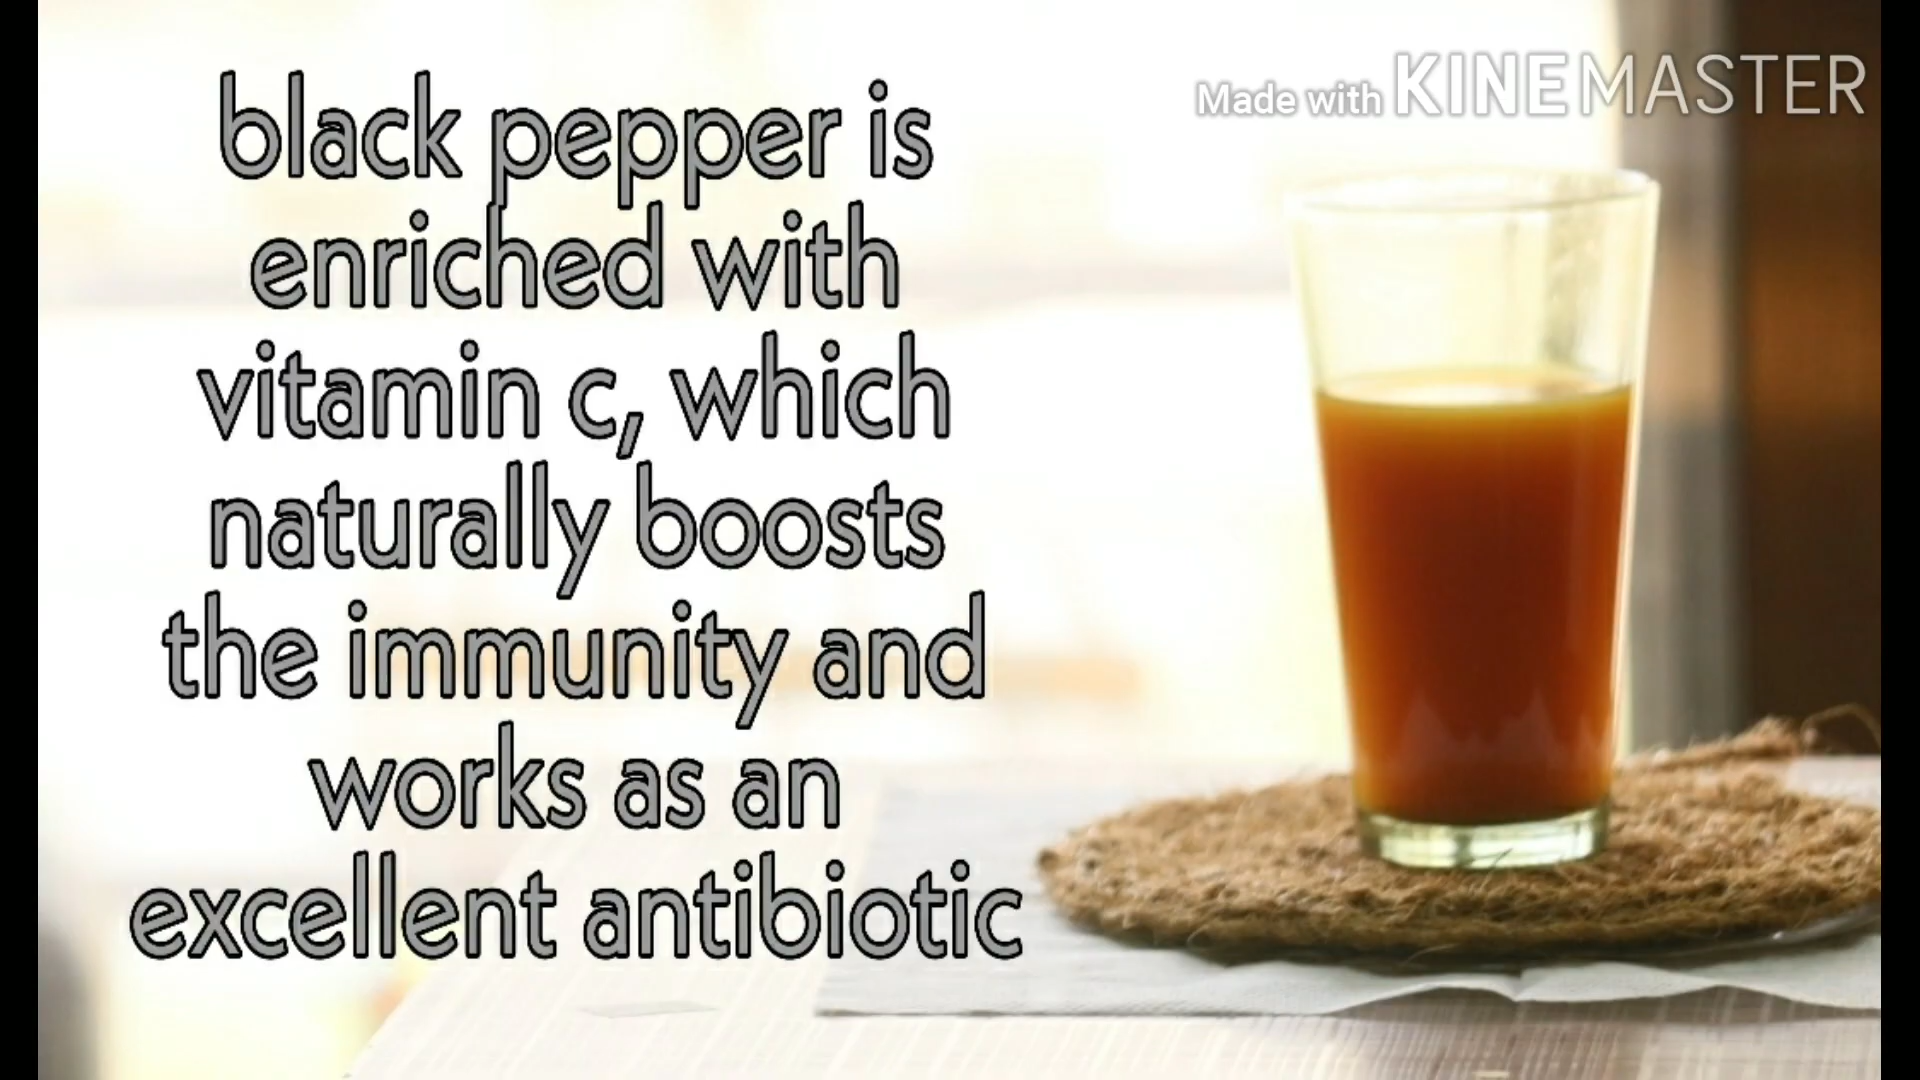 black pepper is
enriched with
vitamin c, which
naturally boosts
the immunity and
works as an
excellent antibiotic
Made with KINEMASTER